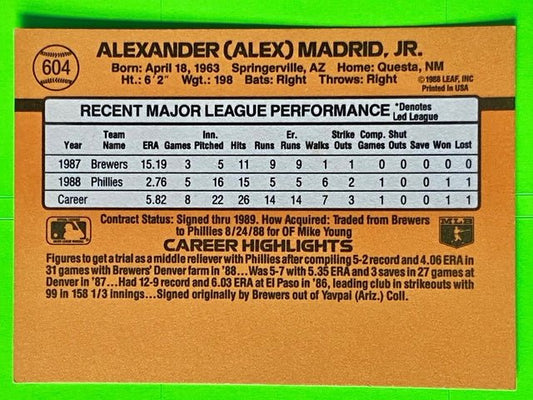 604
ALEXANDER (ALEX) MADRID, JR.
Born: April 18, 1963 Springerville, AZ Home: Questa, NM
Ht.: 6'2" Wgt.: 198 Bats: Right Throws: Right
©1988 LEAF, INC
Printed in USA
RECENT MAJOR LEAGUE PERFORMANCE *Denotes Led League
Year Team Name ERA Games Inn. Pitched Hits Runs Er. Runs Walks Strike Outs Comp. Games Shut Outs Save Won Lost
1987 Brewers 15.19 3 5 11 9 9 1 1 0 0 0 0 0
1988 Phillies 2.76 5 16 15 5 5 6 2 1 0 0 1 1
Career 5.82 8 22 26 14 14 7 3 1 0 0 1 1
Contract Status: Signed thru 1989. How Acquired: Traded from Brewers
to Phillies 8/24/88 for OF Mike Young
MLB
CAREER HIGHLIGHTS
Figures to get a trial as a middle reliever with Phillies after compiling 5-2 record and 4.06 ERA in
31 games with Brewers' Denver farm in '88...Was 5-7 with 5.35 ERA and 3 saves in 27 games at
Denver in '87...Had 12-9 record and 6.03 ERA at El Paso in '86, leading club in strikeouts with
99 in 158 1/3 innings...Signed originally by Brewers out of Yavpal (Ariz.) Coll.